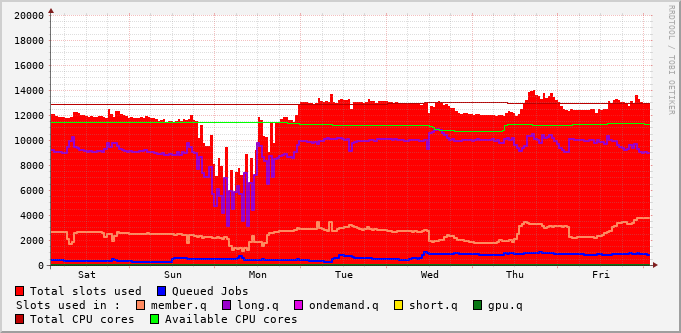 20000
18000
16000
14000
12000
10000
8000
6000
4000
2000
0
Sat Sun Mon Tue Wed Thu Fri
RRDTOOL / TOBI OETIKER
Total slots used Queued Jobs
Slots used in : member.q long.q ondemand.q short.q gpu.q
Total CPU cores Available CPU cores